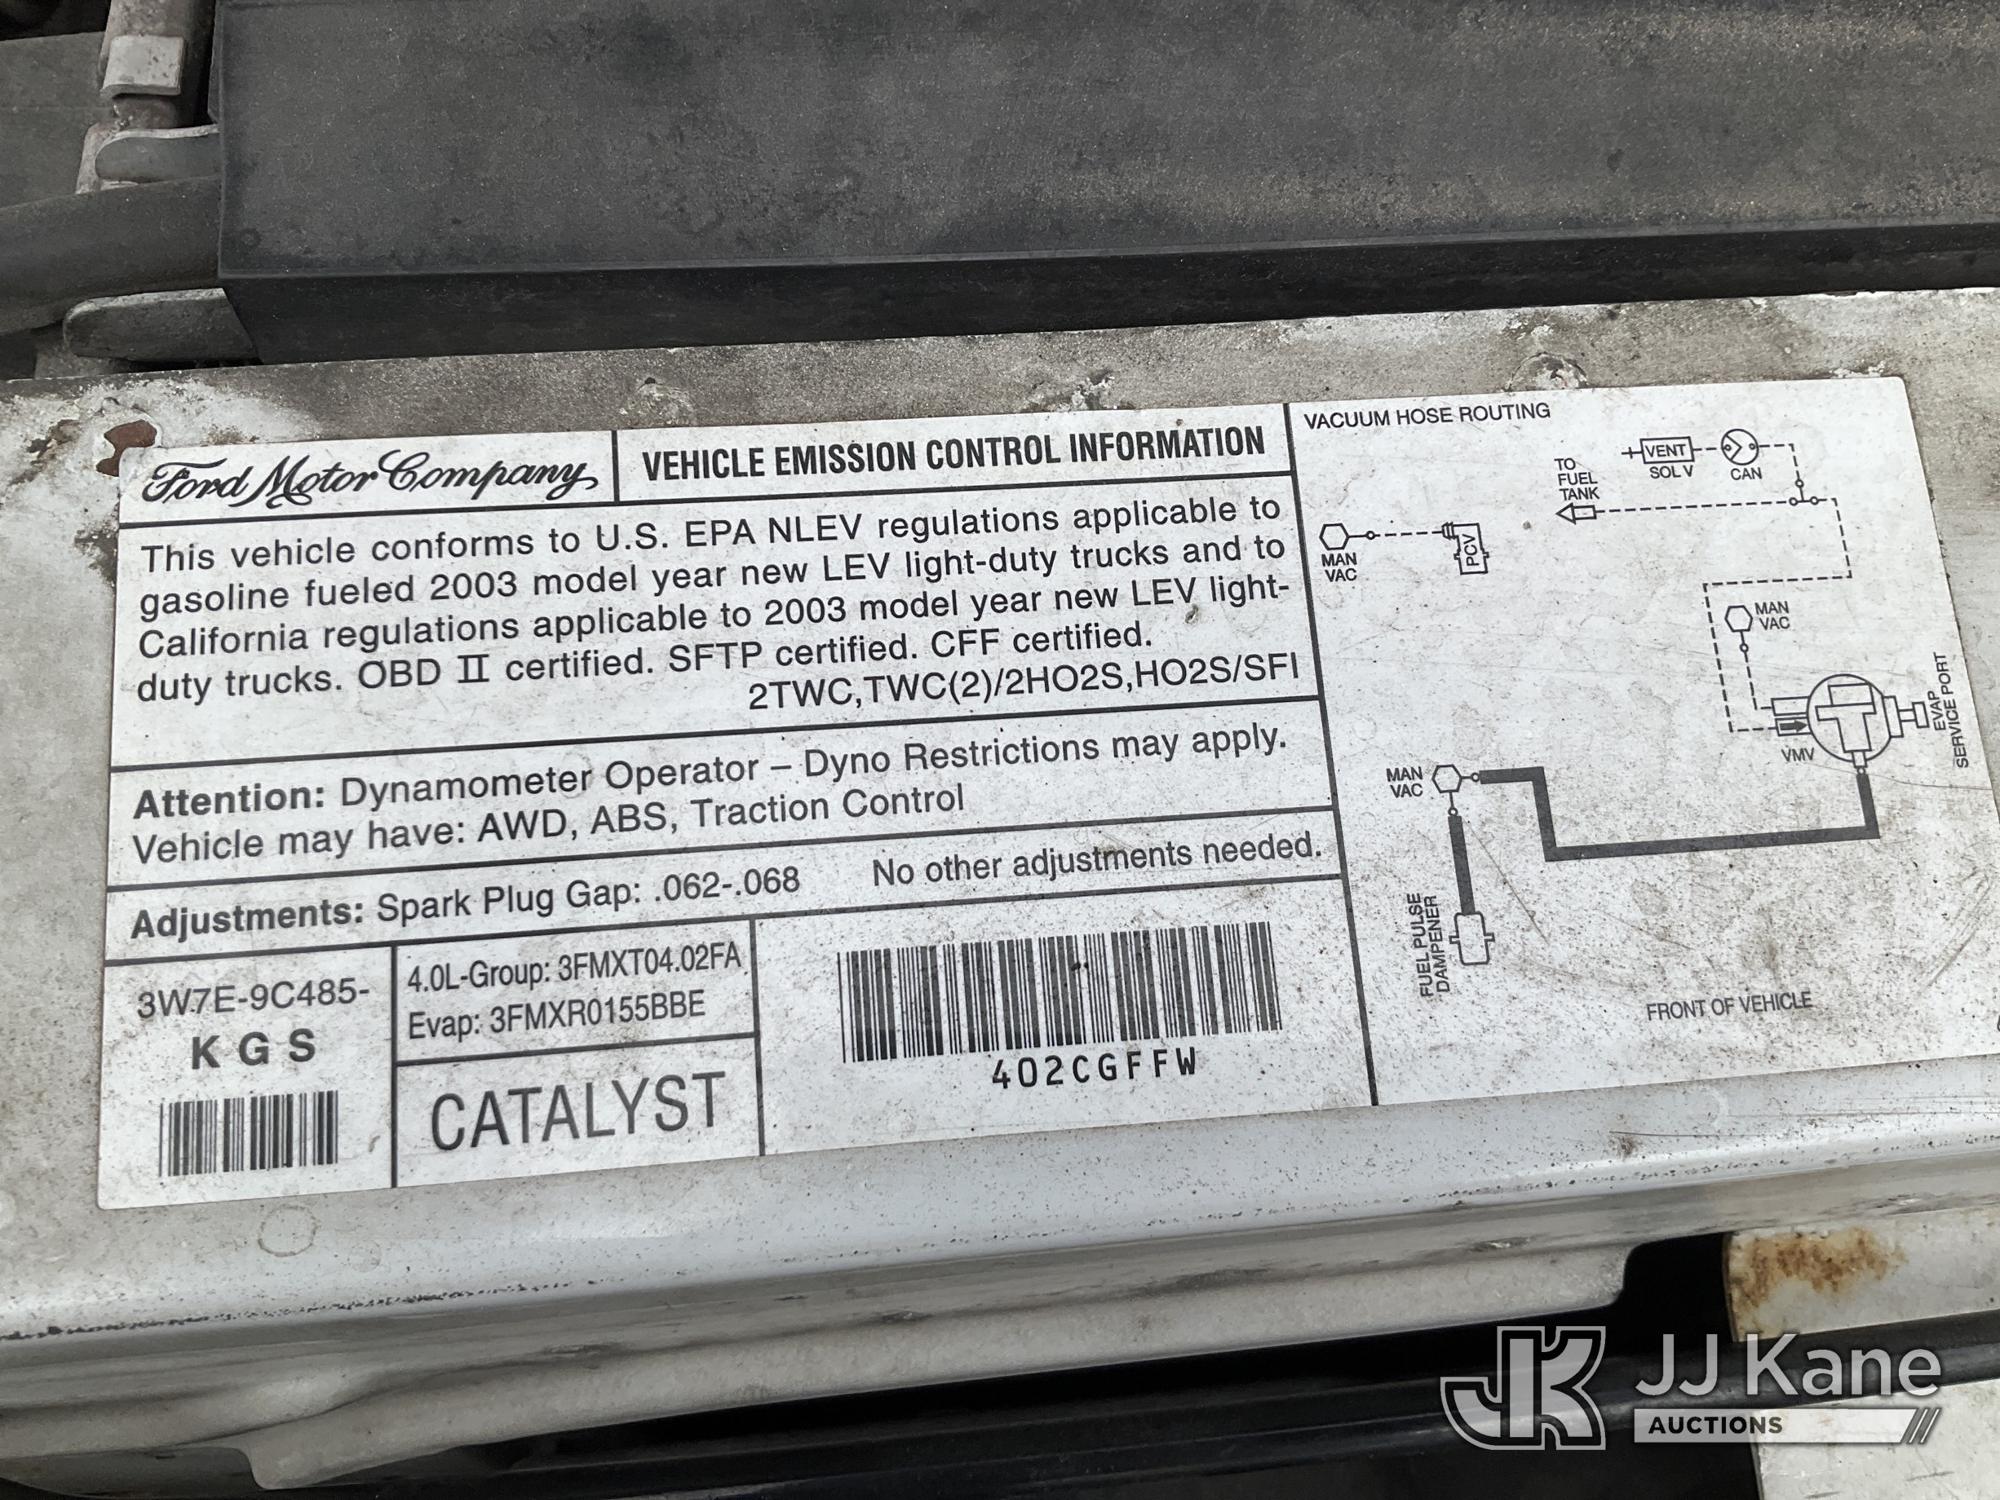 Ford Motor Company
VEHICLE EMISSION CONTROL INFORMATION
This vehicle conforms to U.S. EPA NLEV regulations applicable to
gasoline fueled 2003 model year new LEV light-duty trucks and to
California regulations applicable to 2003 model year new LEV light-
duty trucks. OBD II certified. SFTP certified. CFF certified.
2TWC,TWC(2)/2HO2S,HO2S/SFI
Attention: Dynamometer Operator – Dyno Restrictions may apply.
Vehicle may have: AWD, ABS, Traction Control
Adjustments: Spark Plug Gap: .062-.068 No other adjustments needed.
3W7E-9C485-
KGS
4.0L-Group: 3FMXT04.02FA
Evap: 3FMXR0155BBE
CATALYST
402CGFFW
VACUUM HOSE ROUTING
TO
FUEL
TANK
VENT
SOL V
CAN
MAN
VAC
PCV
MAN
VAC
VMV
EVAP
SERVICE PORT
MAN
VAC
FUEL PULSE
DAMPENER
FRONT OF VEHICLE
JK
JJ Kane
AUCTIONS